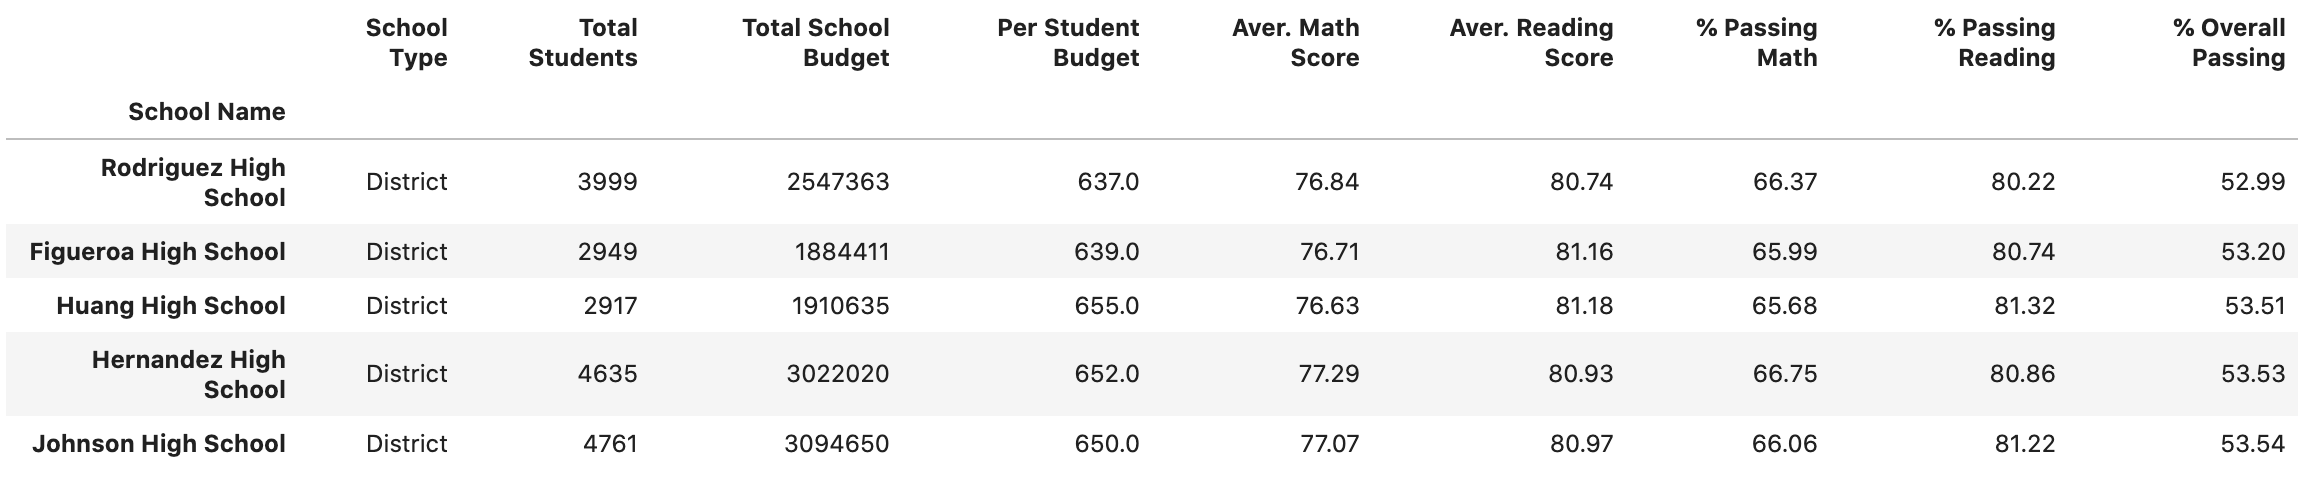 School Type Total Students Total School Budget Per Student Budget Aver. Math Score Aver. Reading Score % Passing Math % Passing Reading % Overall Passing
School Name
Rodriguez High School District 3999 2547363 637.0 76.84 80.74 66.37 80.22 52.99
Figueroa High School District 2949 1884411 639.0 76.71 81.16 65.99 80.74 53.20
Huang High School District 2917 1910635 655.0 76.63 81.18 65.68 81.32 53.51
Hernandez High School District 4635 3022020 652.0 77.29 80.93 66.75 80.86 53.53
Johnson High School District 4761 3094650 650.0 77.07 80.97 66.06 81.22 53.54